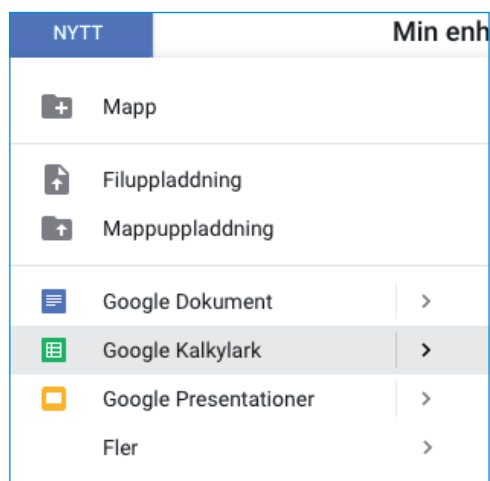 NYTT
Min enh
Mapp
Filuppladdning
Mappuppladdning
Google Dokument
Google Kalkylark
Google Presentationer
Fler